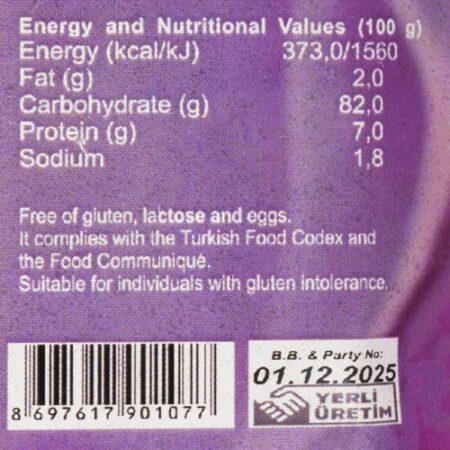 Energy and Nutritional Values (100 g)
Energy (kcal/kJ) 373,0/1560
Fat (g) 2,0
Carbohydrate (g) 82,0
Protein (g) 7,0
Sodium 1,8
Free of gluten, lactose and eggs.
It complies with the Turkish Food Codex and
the Food Communiqué.
Suitable for individuals with gluten intolerance.
B.B. & Party No:
01.12.2025
YERLİ
ÜRETİM
8 697617 901077